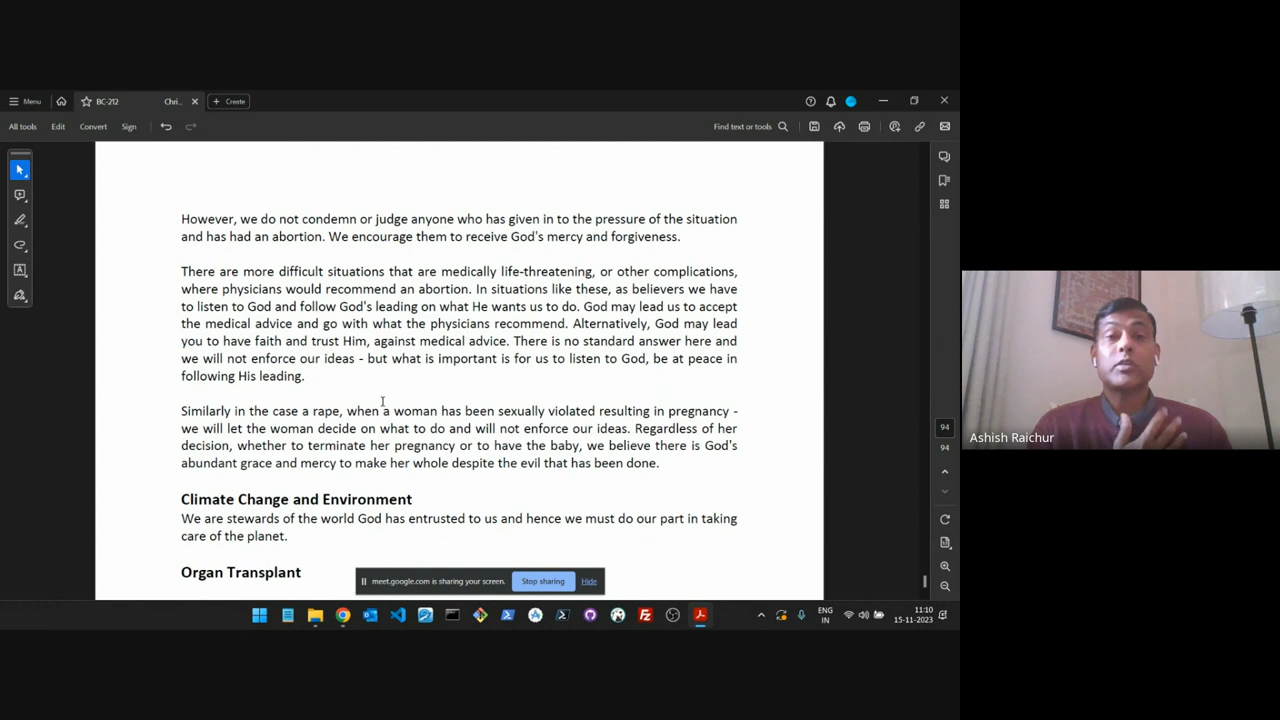 Menu
BC-212
Chri...
Create
All tools
Edit
Convert
Sign
Find text or tools
However, we do not condemn or judge anyone who has given in to the pressure of the situation
and has had an abortion. We encourage them to receive God's mercy and forgiveness.
There are more difficult situations that are medically life-threatening, or other complications,
where physicians would recommend an abortion. In situations like these, as believers we have
to listen to God and follow God's leading on what He wants us to do. God may lead us to accept
the medical advice and go with what the physicians recommend. Alternatively, God may lead
you to have faith and trust Him, against medical advice. There is no standard answer here and
we will not enforce our ideas - but what is important is for us to listen to God, be at peace in
following His leading.
Similarly in the case a rape, when a woman has been sexually violated resulting in pregnancy -
we will let the woman decide on what to do and will not enforce our ideas. Regardless of her
decision, whether to terminate her pregnancy or to have the baby, we believe there is God's
abundant grace and mercy to make her whole despite the evil that has been done.
Climate Change and Environment
We are stewards of the world God has entrusted to us and hence we must do our part in taking
care of the planet.
Organ Transplant
94
94
meet.google.com is sharing your screen.
Stop sharing
Hide
ENG
IN
11:10
15-11-2023
Ashish Raichur